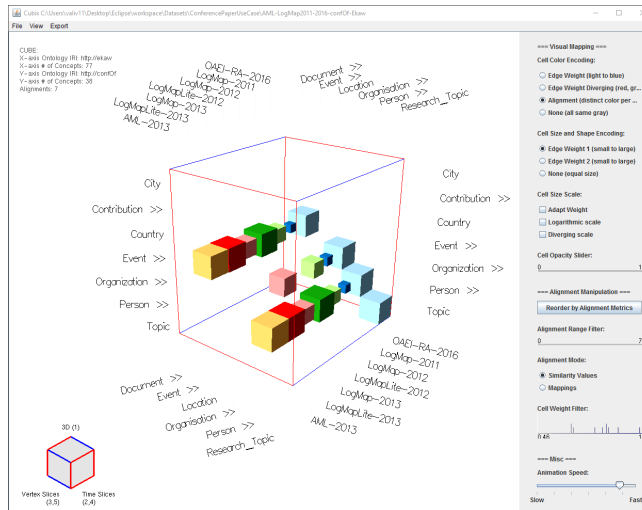 Cubix C:\Users\valiv11\Desktop\Eclipse\workspace\Datasets\ConferencePaperUseCase\AML-LogMap2011-2016-confOf-Ekaw
File View Export
CUBE:
X-axis Ontology IRI: http://ekaw
X-axis # of Concepts: 77
Y-axis Ontology IRI: http://confOf
Y-axis # of Concepts: 38
Alignments: 7
OAEI-RA-2016
LogMap-2011
LogMap-2012
LogMapLite-2012
LogMap-2013
LogMapLite-2013
AML-2013
Document >>
Event >>
Location
Organisation >>
Person >>
Research_Topic
City
Contribution >>
Country
Event >>
Organization >>
Person >>
Topic
City
Contribution >>
Country
Event >>
Organization >>
Person >>
Topic
Document >>
Event >>
Location
Organisation >>
Person >>
Research_Topic
OAEI-RA-2016
LogMap-2011
LogMap-2012
LogMapLite-2012
LogMap-2013
LogMapLite-2013
AML-2013
3D (1)
Vertex Slices
(3,5)
Time Slices
(2,4)
=== Visual Mapping ===
Cell Color Encoding:
Edge Weight (light to blue)
Edge Weight Diverging (red, gr...
Alignment (distinct color per ...
None (all same gray)
Cell Size and Shape Encoding:
Edge Weight 1 (small to large)
Edge Weight 2 (small to large)
None (equal size)
Cell Size Scale:
Adapt Weight
Logarithmic scale
Diverging scale
Cell Opacity Slider:
0 1
=== Alignment Manipulation ===
Reorder by Alignment Metrics
Alignment Range Filter:
0 7
Alignment Mode:
Similarity Values
Mappings
Cell Weight Filter:
0.46 1
=== Misc
Animation Speed:
Slow Fast